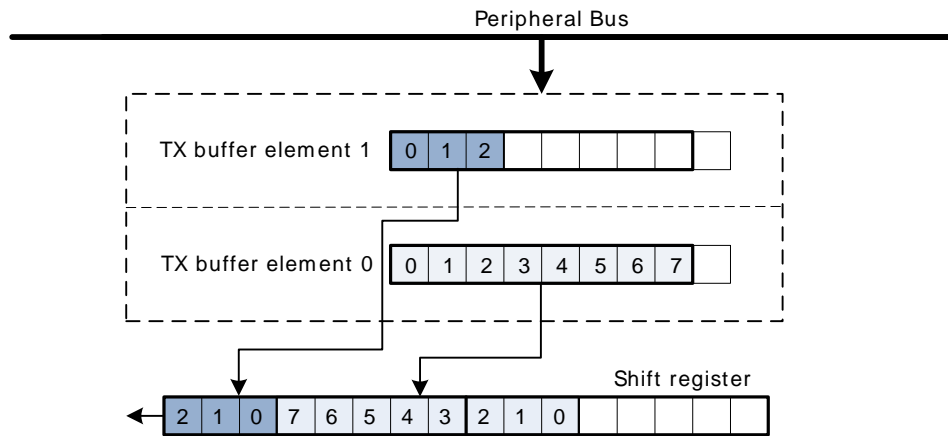 Peripheral Bus
TX buffer element 1 0 1 2
TX buffer element 0 0 1 2 3 4 5 6 7
Shift register
2 1 0 7 6 5 4 3 2 1 0